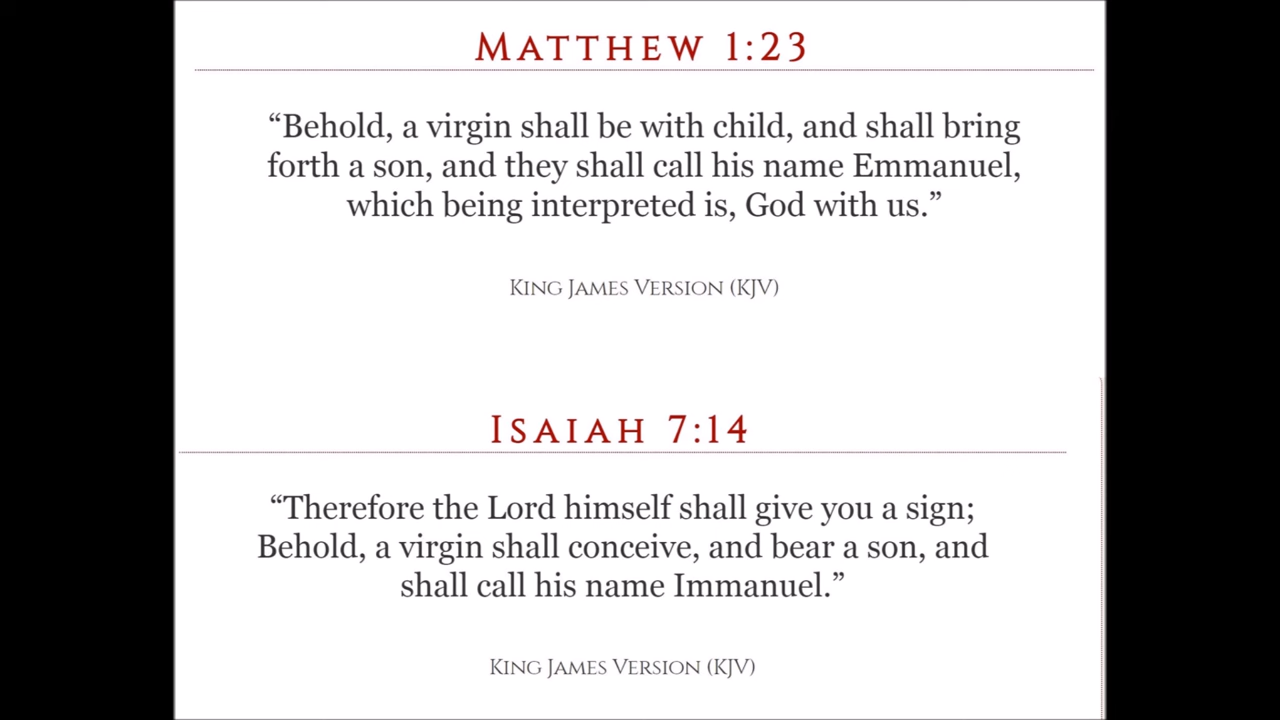 MATTHEW 1:23
“Behold, a virgin shall be with child, and shall bring
forth a son, and they shall call his name Emmanuel,
which being interpreted is, God with us.”
KING JAMES VERSION (KJV)
ISAIAH 7:14
“Therefore the Lord himself shall give you a sign;
Behold, a virgin shall conceive, and bear a son, and
shall call his name Immanuel.”
KING JAMES VERSION (KJV)